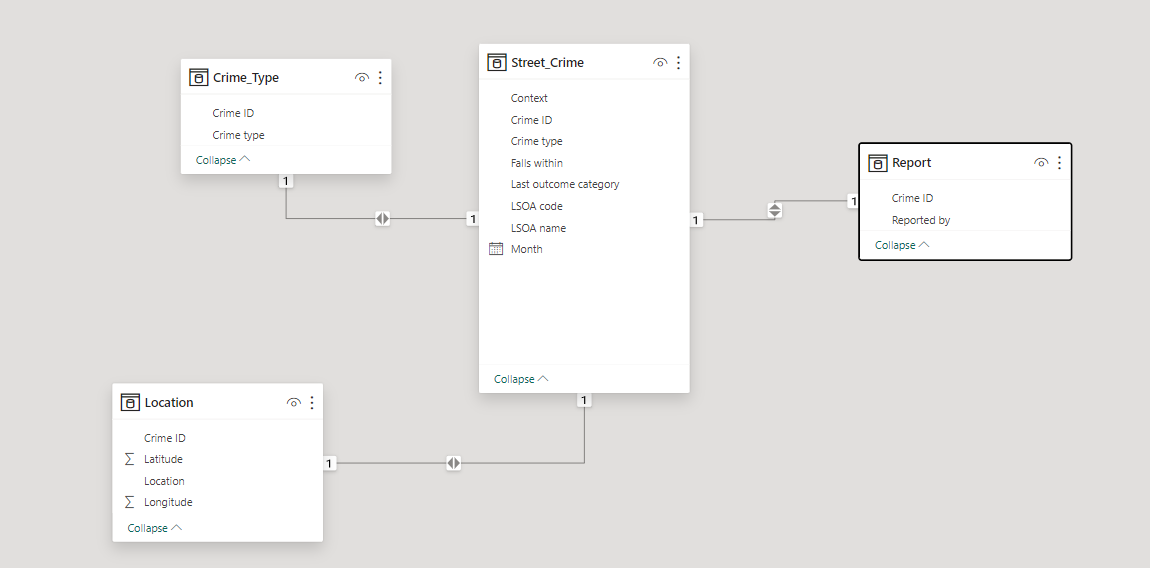 Crime_Type
Crime ID
Crime type
Collapse
1
1
Street_Crime
Context
Crime ID
Crime type
Falls within
Last outcome category
LSOA code
LSOA name
Month
Collapse
1
1
1
Report
Crime ID
Reported by
Collapse
Location
Crime ID
Σ Latitude
Location
Σ Longitude
Collapse
1